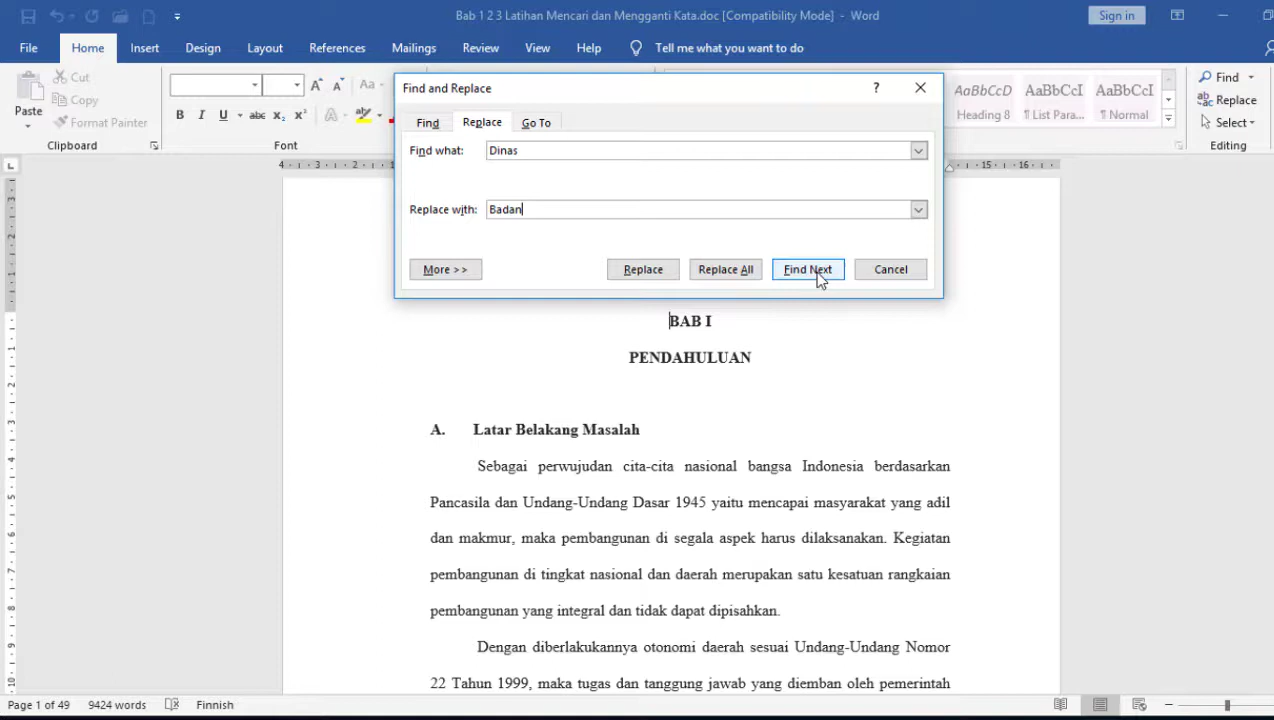 Bab 1 2 3 Latihan Mencari dan Mengganti Kata.doc [Compatibility Mode] - Word
Sign in
File Home Insert Design Layout References Mailings Review View Help Tell me what you want to do
Paste
Cut
Copy
Format Painter
Clipboard
Font
AaBbCcD AaBbCcI AaBbCcI
Heading 8 ¶ List Para... ¶ Normal
Find
Replace
Select
Editing
Find and Replace
Find Replace Go To
Find what: Dinas
Replace with: Badan
More >> Replace Replace All Find Next Cancel
BAB I
PENDAHULUAN
A. Latar Belakang Masalah
Sebagai perwujudan cita-cita nasional bangsa Indonesia berdasarkan
Pancasila dan Undang-Undang Dasar 1945 yaitu mencapai masyarakat yang adil
dan makmur, maka pembangunan di segala aspek harus dilaksanakan. Kegiatan
pembangunan di tingkat nasional dan daerah merupakan satu kesatuan rangkaian
pembangunan yang integral dan tidak dapat dipisahkan.
Dengan diberlakukannya otonomi daerah sesuai Undang-Undang Nomor
22 Tahun 1999, maka tugas dan tanggung jawab yang diemban oleh pemerintah
Page 1 of 49 9424 words Finnish